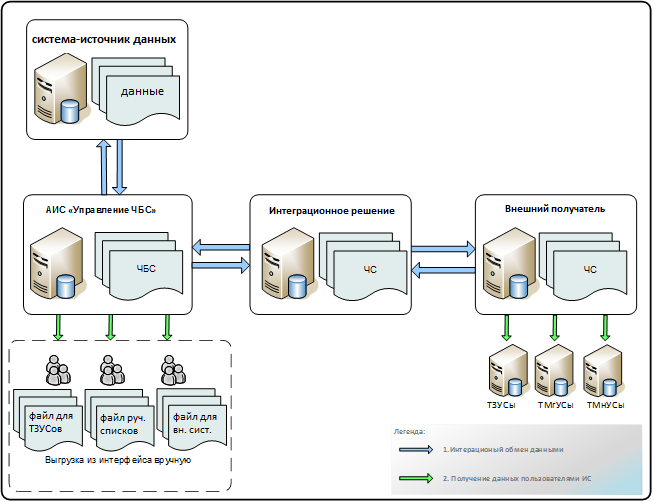 система-источник данных
данные
АИС «Управление ЧБС»
ЧБС
Интеграционное решение
ЧС
Внешний получатель
ЧС
файл для
ТЗУСов
файл руч.
списков
файл для
вн. сист.
Выгрузка из интерфейса вручную
ТЗУСы
ТМгУСы
ТМнУСы
Легенда:
1.Интерационый обмен данными
2. Получение данных пользователями ИС